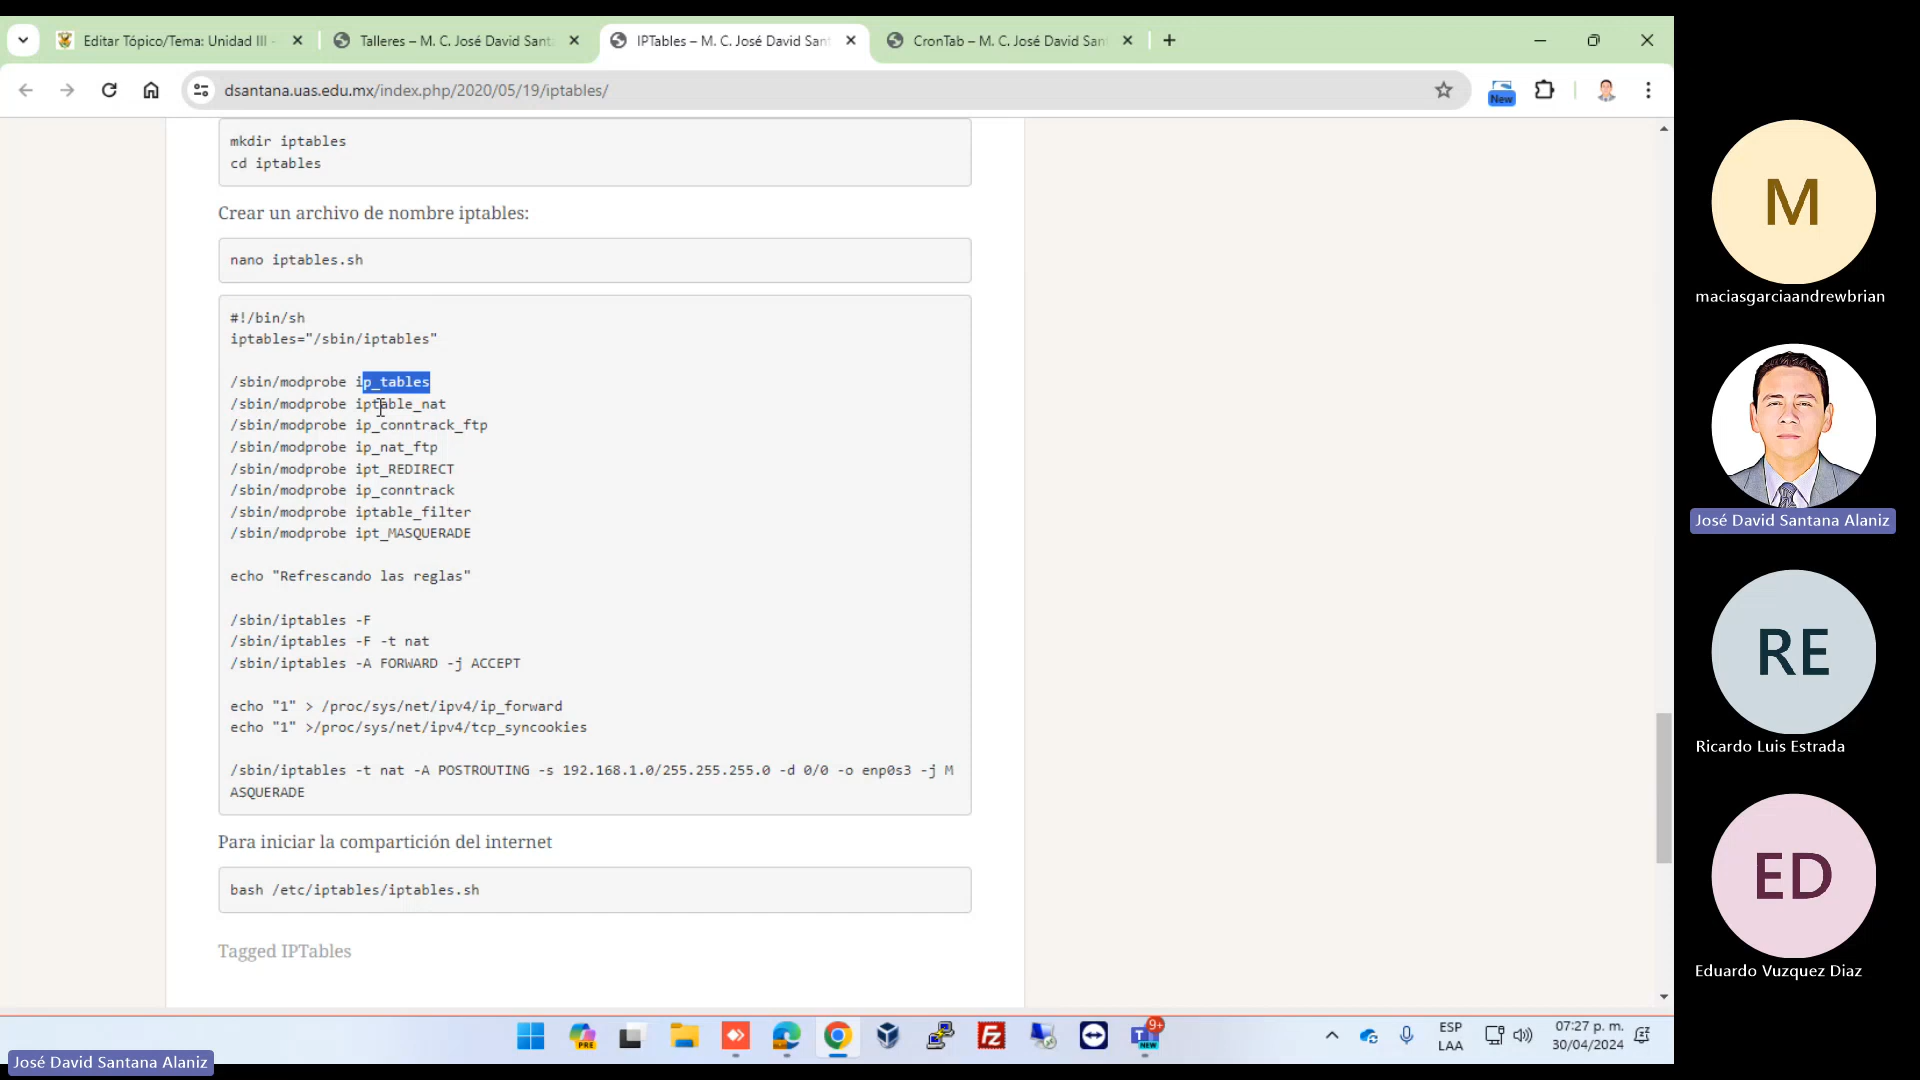 Editar Tópico/Tema: Unidad III -
Talleres – M. C. José David Sant
IPTables – M. C. José David Sant
CronTab – M. C. José David San
dsantana.uas.edu.mx/index.php/2020/05/19/iptables/
New
mkdir iptables
cd iptables
Crear un archivo de nombre iptables:
nano iptables.sh
#!/bin/sh
iptables="/sbin/iptables"
/sbin/modprobe ip_tables
/sbin/modprobe iptable_nat
/sbin/modprobe ip_conntrack_ftp
/sbin/modprobe ip_nat_ftp
/sbin/modprobe ipt_REDIRECT
/sbin/modprobe ip_conntrack
/sbin/modprobe iptable_filter
/sbin/modprobe ipt_MASQUERADE
echo "Refrescando las reglas"
/sbin/iptables -F
/sbin/iptables -F -t nat
/sbin/iptables -A FORWARD -j ACCEPT
echo "1" > /proc/sys/net/ipv4/ip_forward
echo "1" >/proc/sys/net/ipv4/tcp_syncookies
/sbin/iptables -t nat -A POSTROUTING -s 192.168.1.0/255.255.255.0 -d 0/0 -o enp0s3 -j M
ASQUERADE
Para iniciar la compartición del internet
bash /etc/iptables/iptables.sh
Tagged IPTables
M
maciasgarciaandrewbrian
José David Santana Alaniz
RE
Ricardo Luis Estrada
ED
Eduardo Vuzquez Diaz
PRE
Fz
T
NEW
9+
ESP
LAA
07:27 p. m.
30/04/2024
José David Santana Alaniz